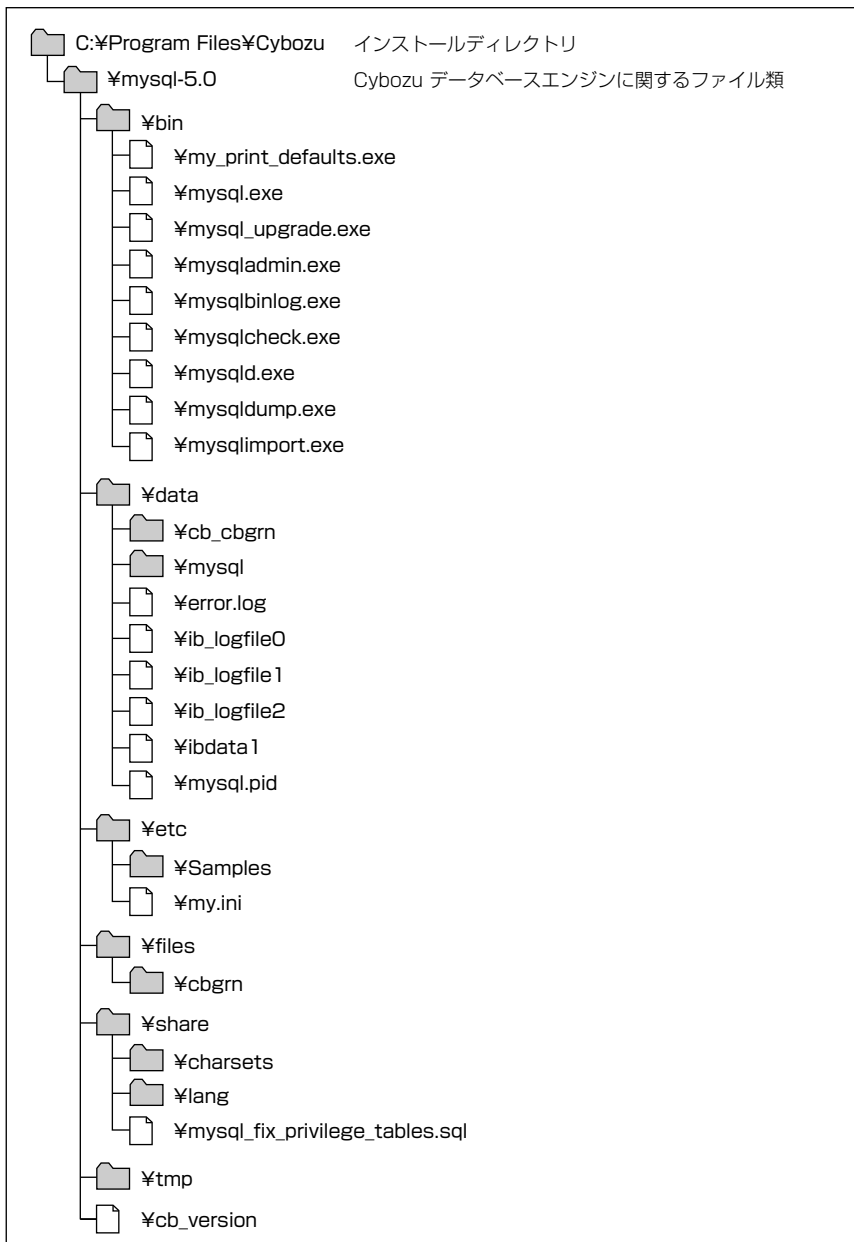 C:¥Program Files¥Cybozu インストールディレクトリ
¥mysql-5.0 Cybozu データベースエンジンに関するファイル類
¥bin
¥my_print_defaults.exe
¥mysql.exe
¥mysql_upgrade.exe
¥mysqladmin.exe
¥mysqlbinlog.exe
¥mysqlcheck.exe
¥mysqld.exe
¥mysqldump.exe
¥mysqlimport.exe
¥data
¥cb_cbgrn
¥mysql
¥error.log
¥ib_logfile0
¥ib_logfile1
¥ib_logfile2
¥ibdata1
¥mysql.pid
¥etc
¥Samples
¥my.ini
¥files
¥cbgrn
¥share
¥charsets
¥lang
¥mysql_fix_privilege_tables.sql
¥tmp
¥cb_version